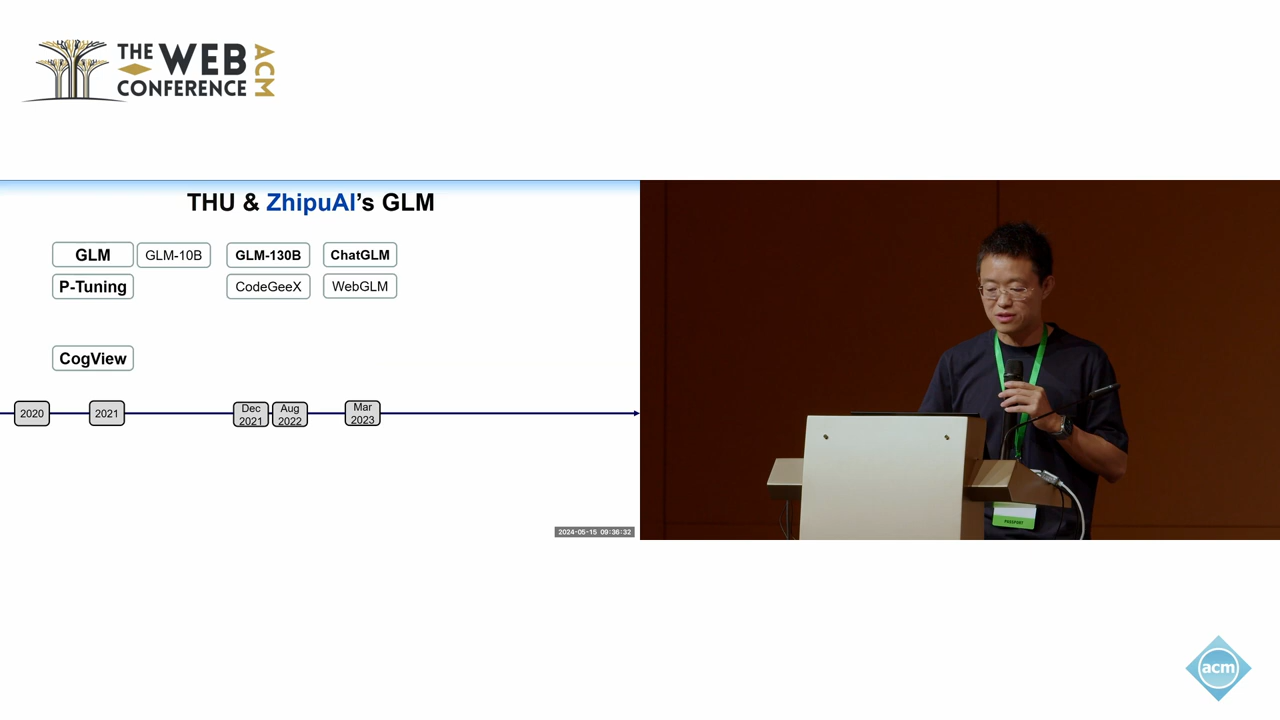 THE WEB
CONFERENCE
ACM
THU & ZhipuAI's GLM
GLM GLM-10B GLM-130B ChatGLM
P-Tuning CodeGeeX WebGLM
CogView
2020 2021 Dec 2021 Aug 2022 Mar 2023
2024-05-15 09:36:32
PASSPORT
acm